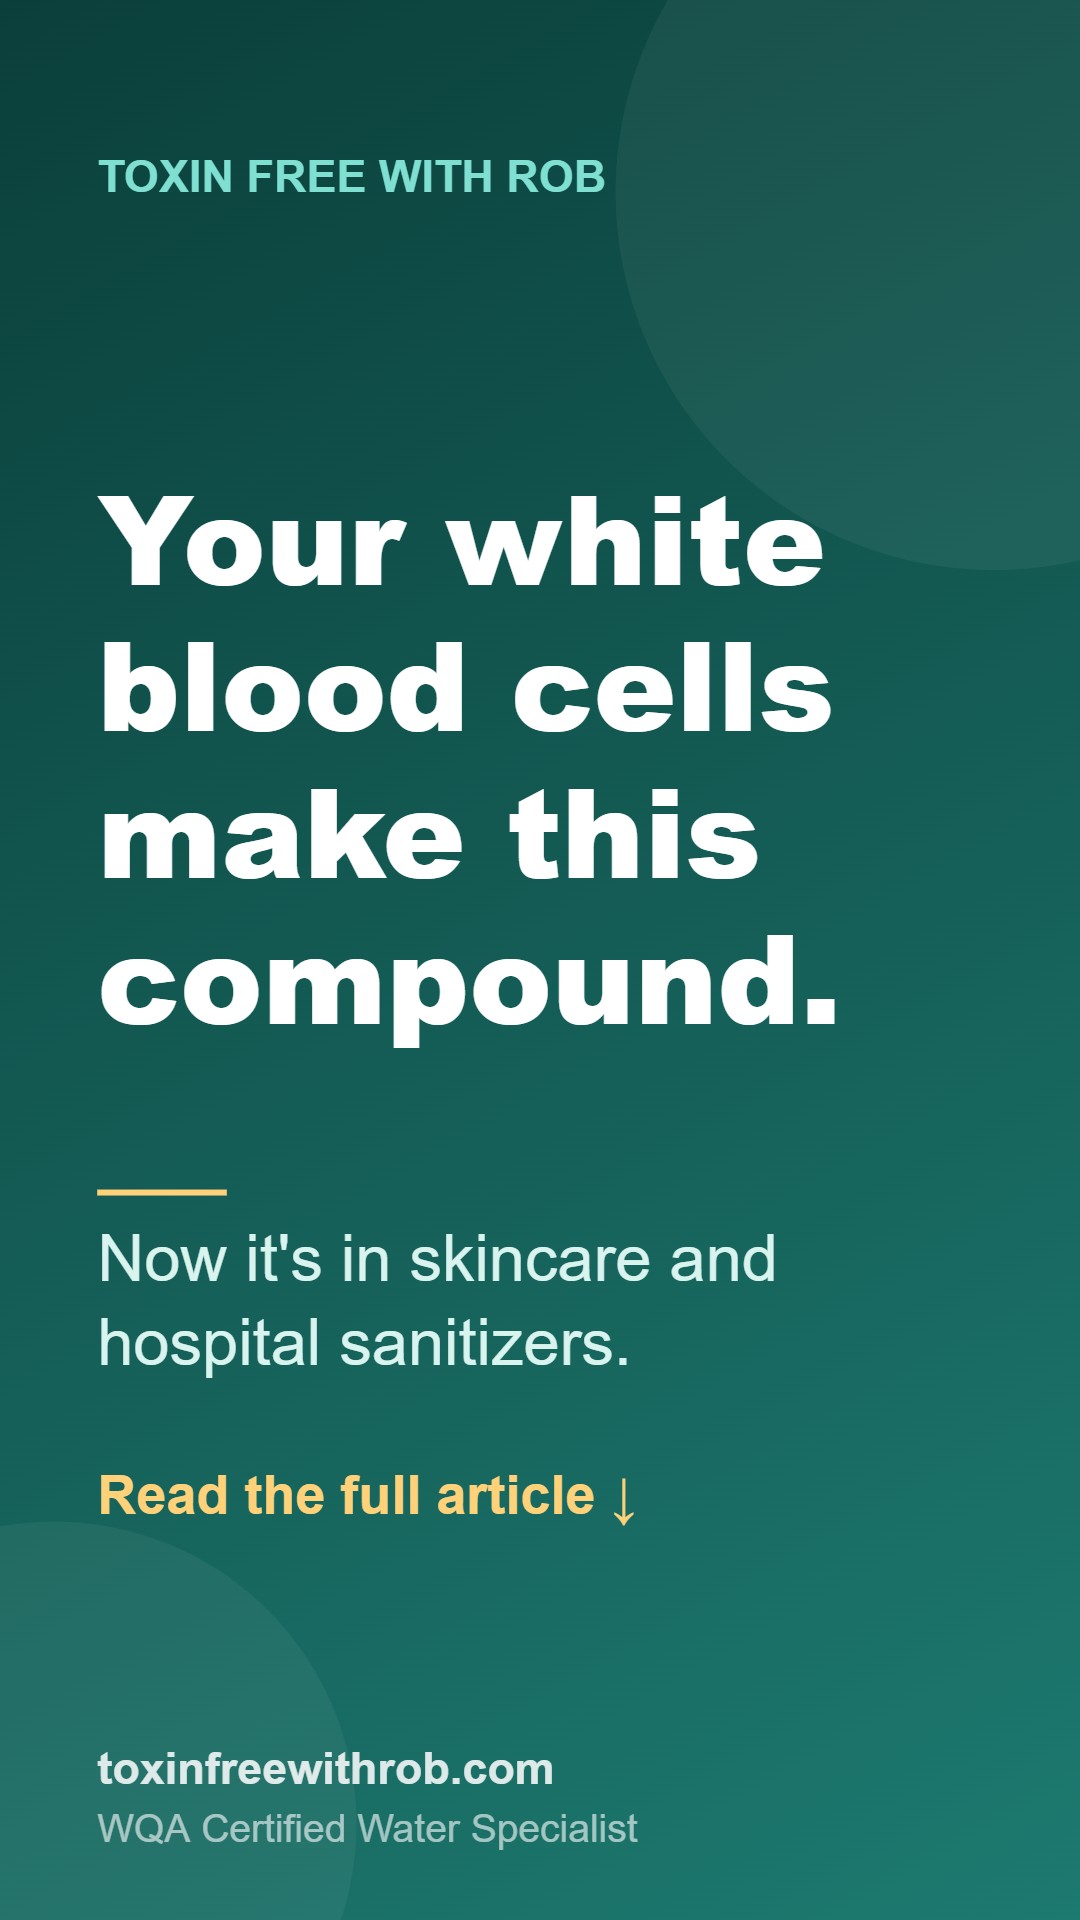 TOXIN FREE WITH ROB
Your white
blood cells
make this
compound.
Now it's in skincare and
hospital sanitizers.
Read the full article ↓
toxinfreewithrob.com
WQA Certified Water Specialist